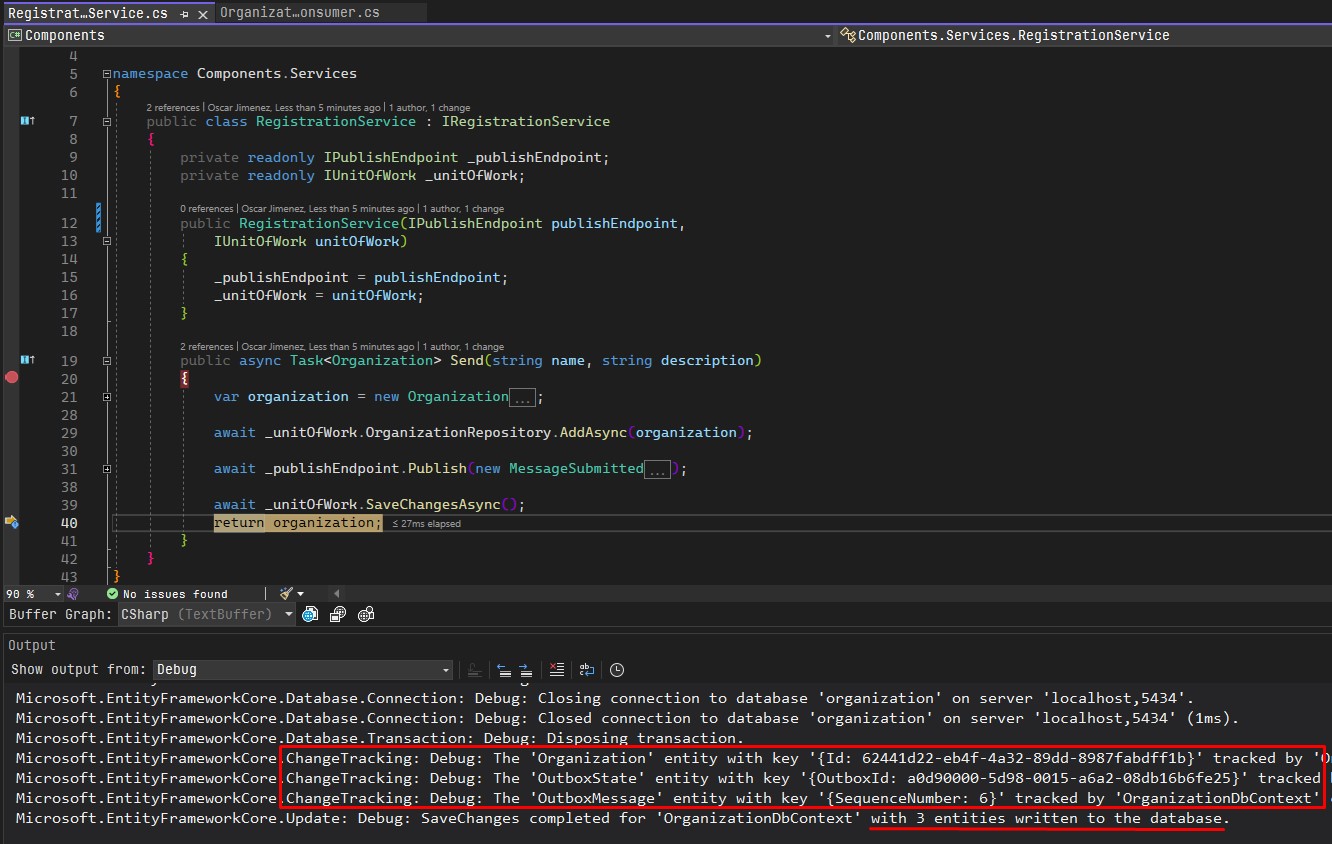 Registrat…Service.cs
Organizat…onsumer.cs
Components
Components.Services.RegistrationService
4
5 namespace Components.Services
6 {
2 references | Oscar Jimenez, Less than 5 minutes ago | 1 author, 1 change
7 public class RegistrationService : IRegistrationService
8 {
9 private readonly IPublishEndpoint _publishEndpoint;
10 private readonly IUnitOfWork _unitOfWork;
11
0 references | Oscar Jimenez, Less than 5 minutes ago | 1 author, 1 change
12 public RegistrationService(IPublishEndpoint publishEndpoint,
13 IUnitOfWork unitOfWork)
14 {
15 _publishEndpoint = publishEndpoint;
16 _unitOfWork = unitOfWork;
17 }
18
2 references | Oscar Jimenez, Less than 5 minutes ago | 1 author, 1 change
19 public async Task<Organization> Send(string name, string description)
20 {
21 var organization = new Organization...;
28
29 await _unitOfWork.OrganizationRepository.AddAsync(organization);
30
31 await _publishEndpoint.Publish(new MessageSubmitted...);
38
39 await _unitOfWork.SaveChangesAsync();
40 return organization; ≤ 27ms elapsed
41 }
42 }
43 }
90 % No issues found
Buffer Graph: CSharp (TextBuffer)
Output
Show output from: Debug
Microsoft.EntityFrameworkCore.Database.Connection: Debug: Closing connection to database 'organization' on server 'localhost,5434'.
Microsoft.EntityFrameworkCore.Database.Connection: Debug: Closed connection to database 'organization' on server 'localhost,5434' (1ms).
Microsoft.EntityFrameworkCore.Database.Transaction: Debug: Disposing transaction.
Microsoft.EntityFrameworkCore.ChangeTracking: Debug: The 'Organization' entity with key '{Id: 62441d22-eb4f-4a32-89dd-8987fabdff1b}' tracked by
Microsoft.EntityFrameworkCore.ChangeTracking: Debug: The 'OutboxState' entity with key '{OutboxId: a0d90000-5d98-0015-a6a2-08db16b6fe25}' tracked
Microsoft.EntityFrameworkCore.ChangeTracking: Debug: The 'OutboxMessage' entity with key '{SequenceNumber: 6}' tracked by 'OrganizationDbContext'
Microsoft.EntityFrameworkCore.Update: Debug: SaveChanges completed for 'OrganizationDbContext' with 3 entities written to the database.